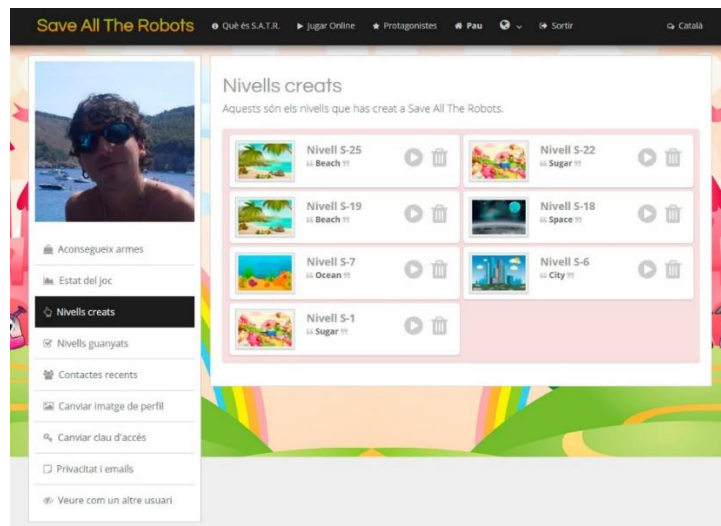 Save All The Robots
Què és S.A.T.R.
Jugar Online
Protagonistes
Pau
Sortir
Català
Nivells creats
Aquests són els nivells que has creat a Save All The Robots.
Nivell S-25
Beach
Nivell S-22
Sugar
Nivell S-19
Beach
Nivell S-18
Space
Nivell S-7
Ocean
Nivell S-6
City
Nivell S-1
Sugar
Aconsegueix armes
Estat del joc
Nivells creats
Nivells guanyats
Contactes recents
Canviar imatge de perfil
Canviar clau d'accés
Privacitat i emails
Veure com un altre usuari